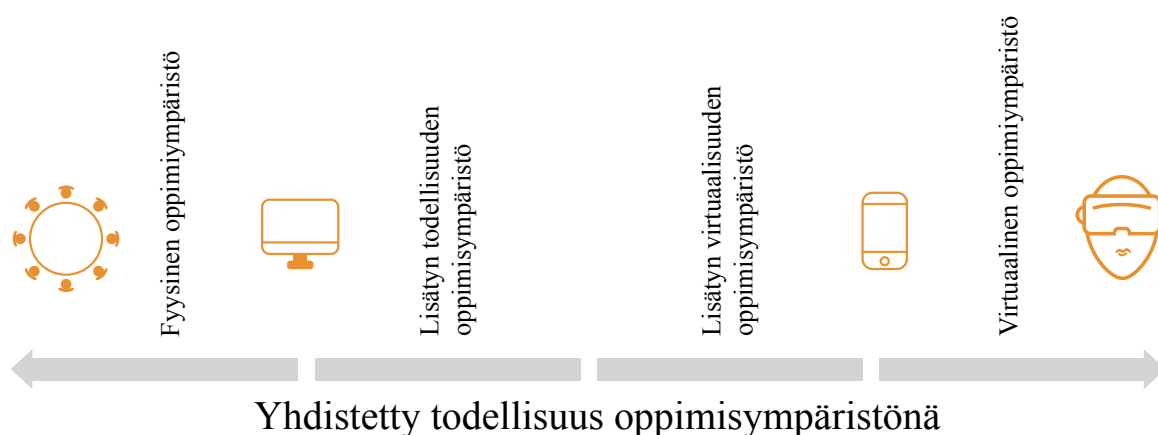 Fyysinen oppimiympäristö
Lisätyn todellisuuden
oppimisympäristö
Lisätyn virtuaalisuuden
oppimisympäristö
Virtuaalinen oppimiympäristö
Yhdistetty todellisuus oppimisympäristönä